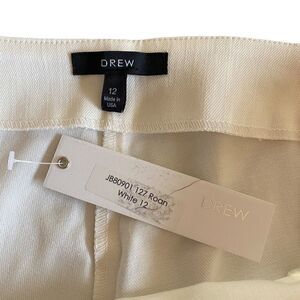 DREW
12
Made in
USA
JB80901 127 Roan
White 12
DREW